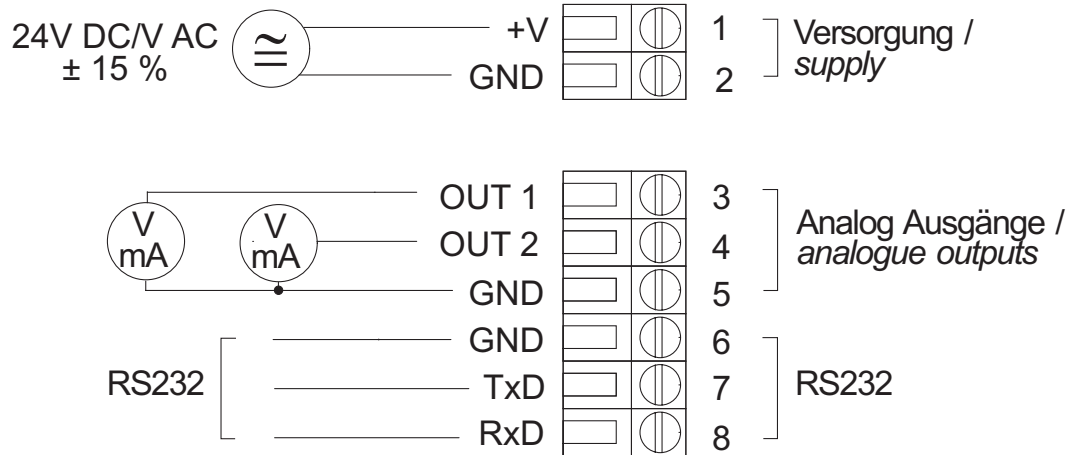 24V DC/V AC
± 15 %
≅
+V
1
GND
2
Versorgung /
supply
V
mA
V
mA
OUT 1
3
OUT 2
4
GND
5
Analog Ausgänge /
analogue outputs
RS232
GND
6
TxD
7
RxD
8
RS232